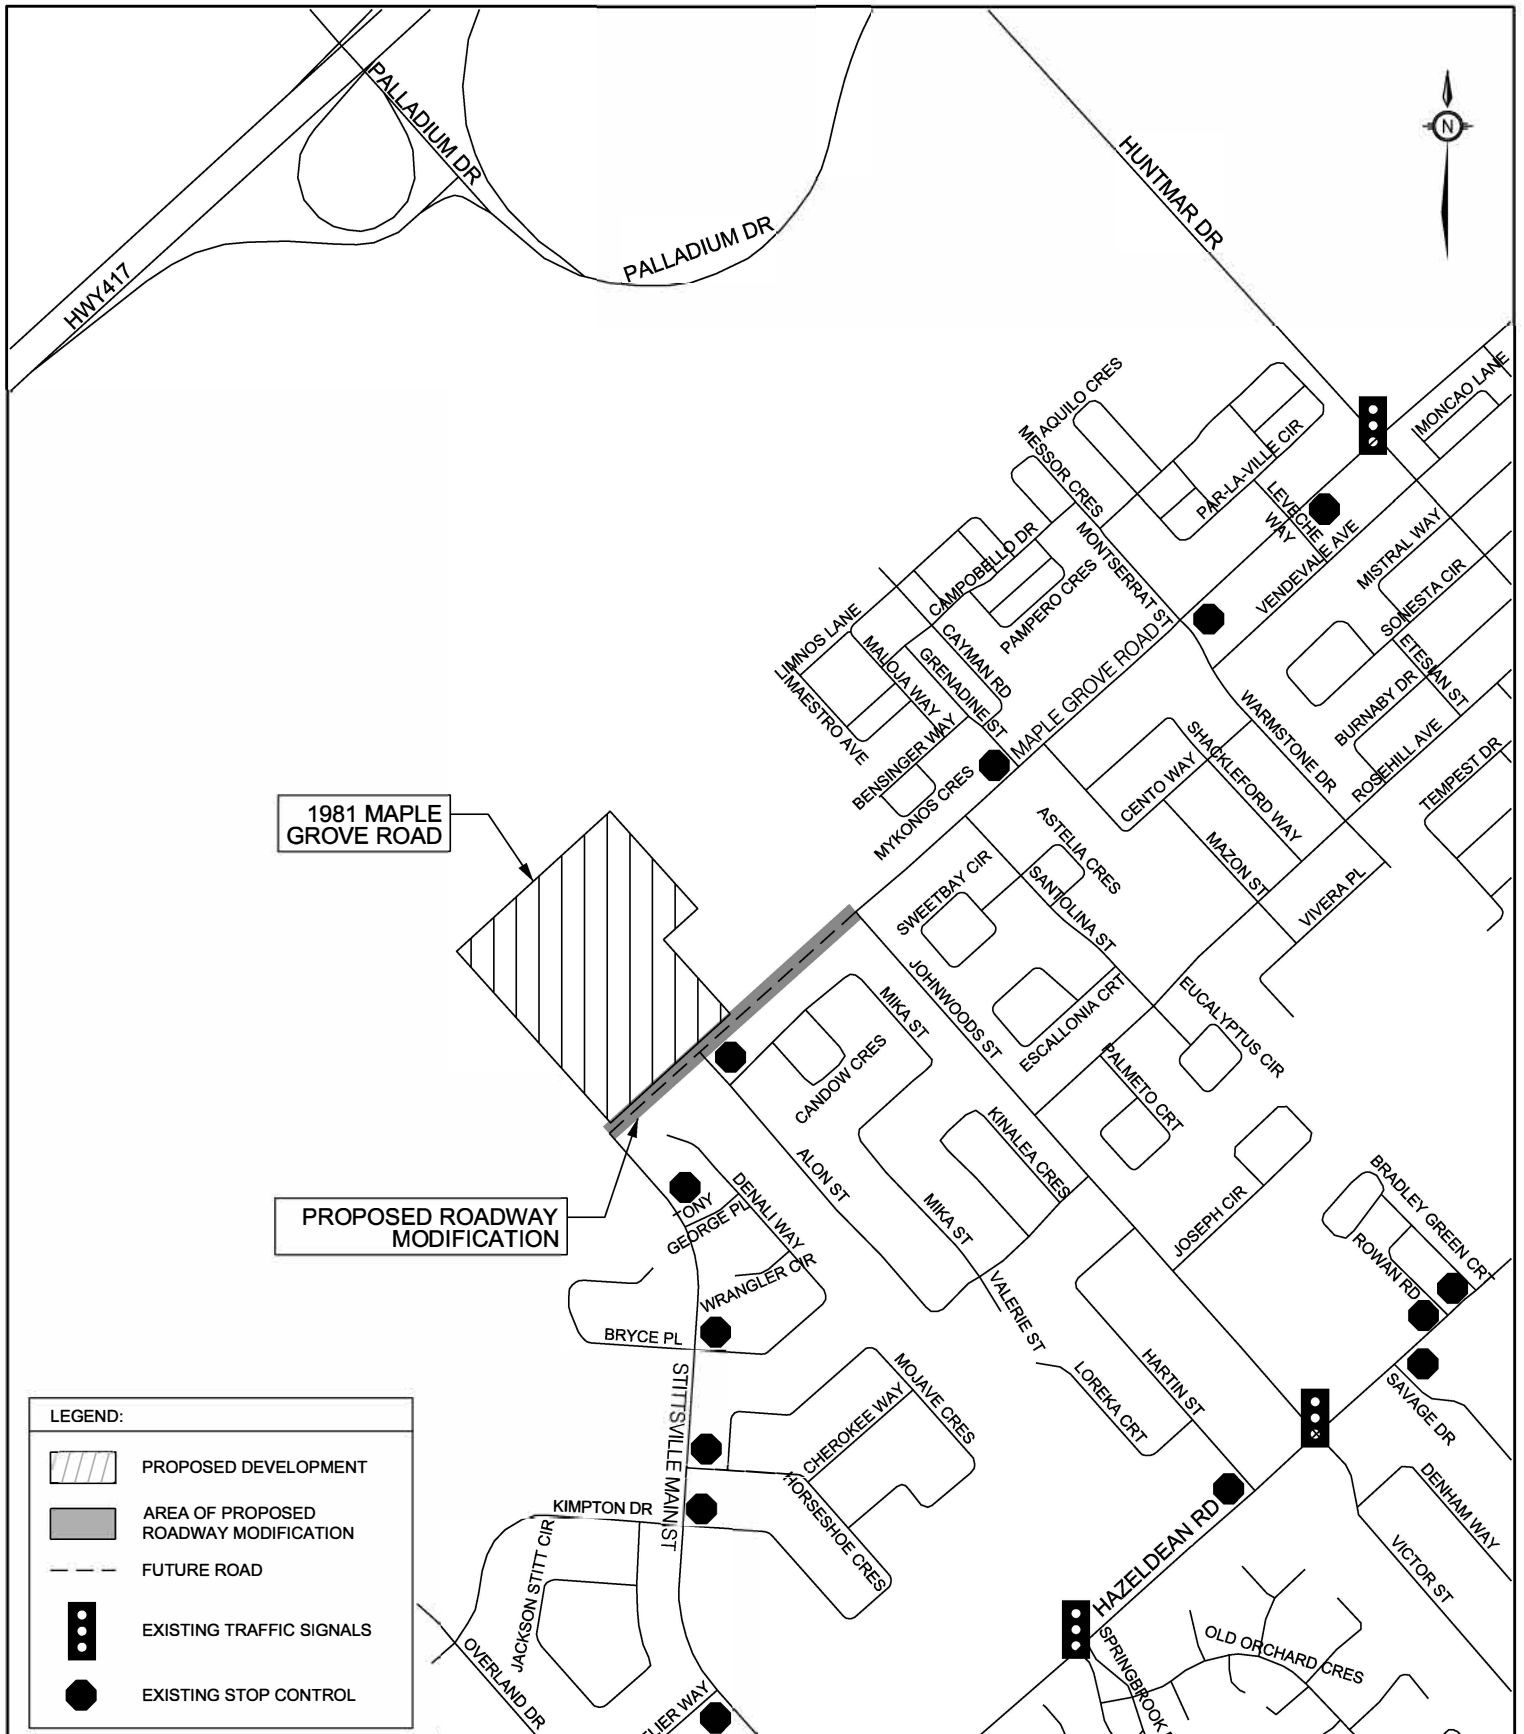 PALLADIUM DR
HUNTMAR DR
N
PALLADIUM DR
HWY417
IMONCAO LANE
AQUILO CRES
MESSOR CRES
PAR-LA-VILLE CIR
LEVECHE
WAY
MONTSERRAT ST
VENDEVALE AVE
MISTRAL WAY
CAMPOBELLO DR
PAMPERO CRES
SONESTA CIR
ETESIAN ST
LIMNOS LANE
LIMAESTRO AVE
MALOJA WAY
CAYMAN RD
GRENADINE ST
MAPLE GROVE ROAD
BURNABY DR
ROSEHILL AVE
WARMSTONE DR
TEMPEST DR
BENSINGER WAY
MYKONOS CRES
SHACKLEFORD WAY
CENTO WAY
1981 MAPLE
GROVE ROAD
ASTELIA CRES
MAZON ST
SWEETBAY CIR
SANTOLINA ST
VIVERA PL
JOHNWOODS ST
MIKA ST
ESCALLONIA CRT
EUCALYPTUS CIR
CANDOW CRES
PALMETO CRT
KINALEA CRES
ALON ST
PROPOSED ROADWAY
MODIFICATION
TONY
GEORGE PL
DENALI WAY
MIKA ST
JOSEPH CIR
BRADLEY GREEN CRT
ROWAN RD
WRANGLER CIR
VALERIE ST
BRYCE PL
STITTSVILLE MAIN ST
MOJAVE CRES
CHEROKEE WAY
LOREKA CRT
HARTIN ST
SAVAGE DR
HORSESHOE CRES
KIMPTON DR
JACKSON STITT CIR
OVERLAND DR
HAZELDEAN RD
DENHAM WAY
VICTOR ST
OLD ORCHARD CRES
SPRINGBROOK
LIER WAY
LEGEND:
PROPOSED DEVELOPMENT
AREA OF PROPOSED
ROADWAY MODIFICATION
FUTURE ROAD
EXISTING TRAFFIC SIGNALS
EXISTING STOP CONTROL